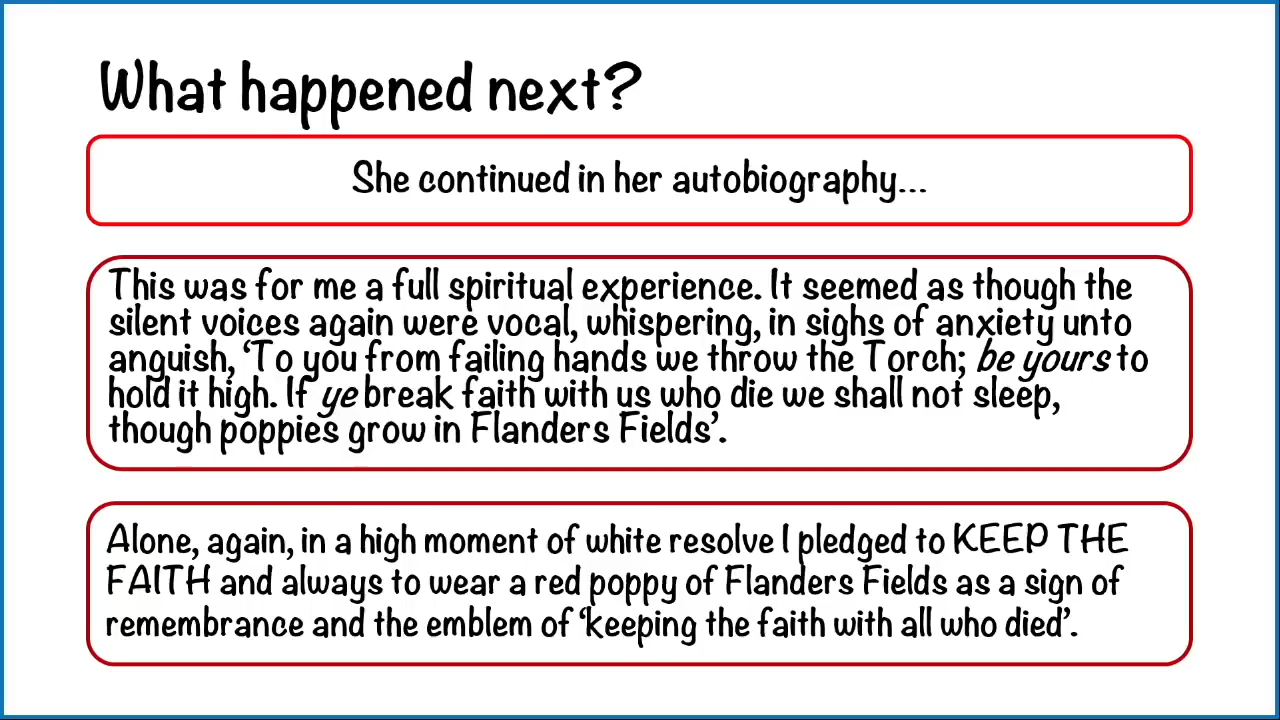 What happened next?
She continued in her autobiography...
This was for me a full spiritual experience. It seemed as though the
silent voices again were vocal, whispering, in sighs of anxiety unto
anguish, ‘To you from failing hands we throw the Torch; be yours to
hold it high. If ye break faith with us who die we shall not sleep,
though poppies grow in Flanders Fields’.
Alone, again, in a high moment of white resolve I pledged to KEEP THE
FAITH and always to wear a red poppy of Flanders Fields as a sign of
remembrance and the emblem of ‘keeping the faith with all who died’.